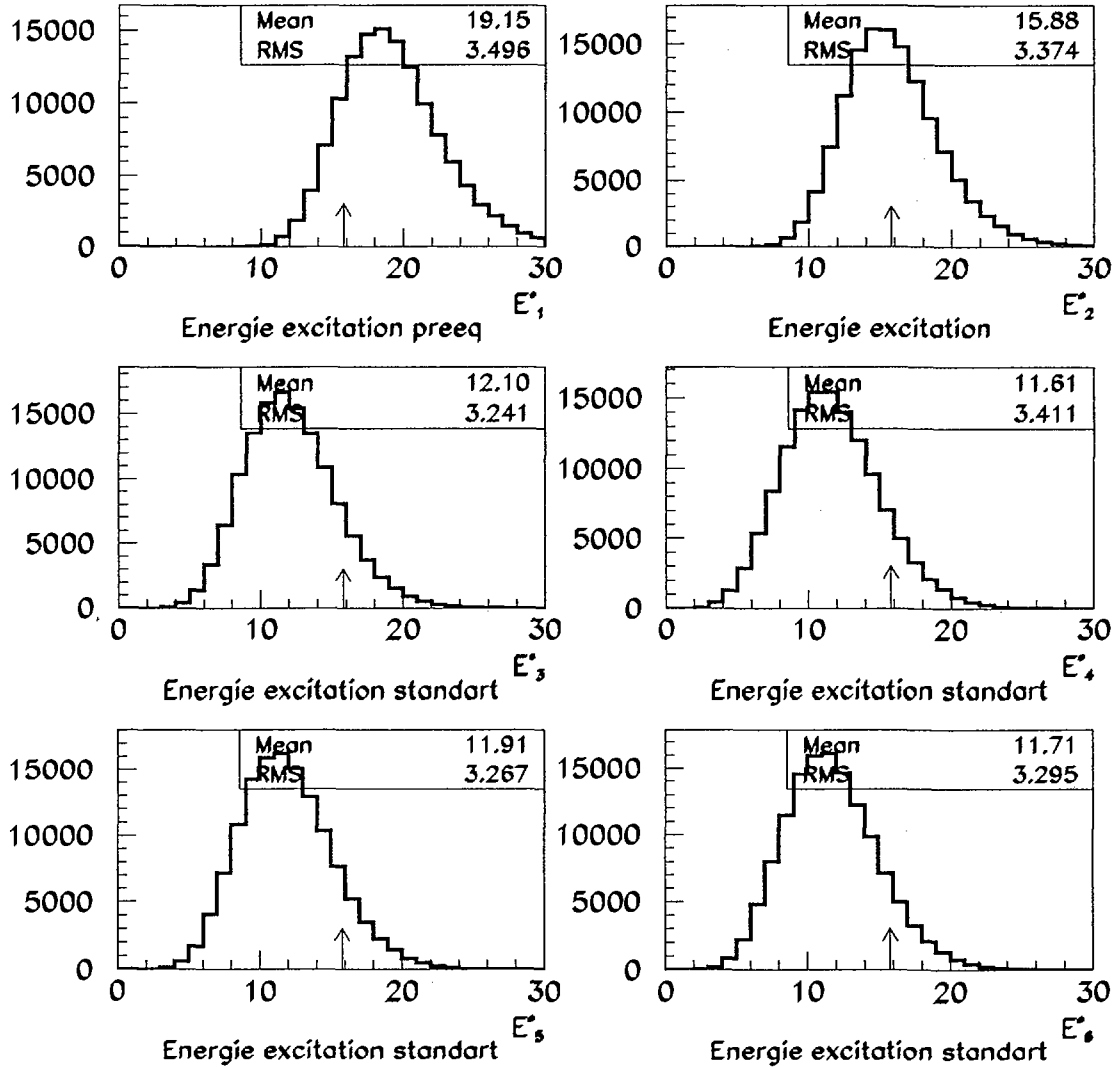 Mean 19.15
RMS 3.496
15000
10000
5000
0
0 10 20 30
E*1
Energie excitation preeq
Mean 15.88
RMS 3.374
15000
10000
5000
0
0 10 20 30
E*2
Energie excitation
Mean 12.10
RMS 3.241
15000
10000
5000
0
0 10 20 30
E*3
Energie excitation standart
Mean 11.61
RMS 3.411
15000
10000
5000
0
0 10 20 30
E*4
Energie excitation standart
Mean 11.91
RMS 3.267
15000
10000
5000
0
0 10 20 30
E*5
Energie excitation standart
Mean 11.71
RMS 3.295
15000
10000
5000
0
0 10 20 30
E*6
Energie excitation standart